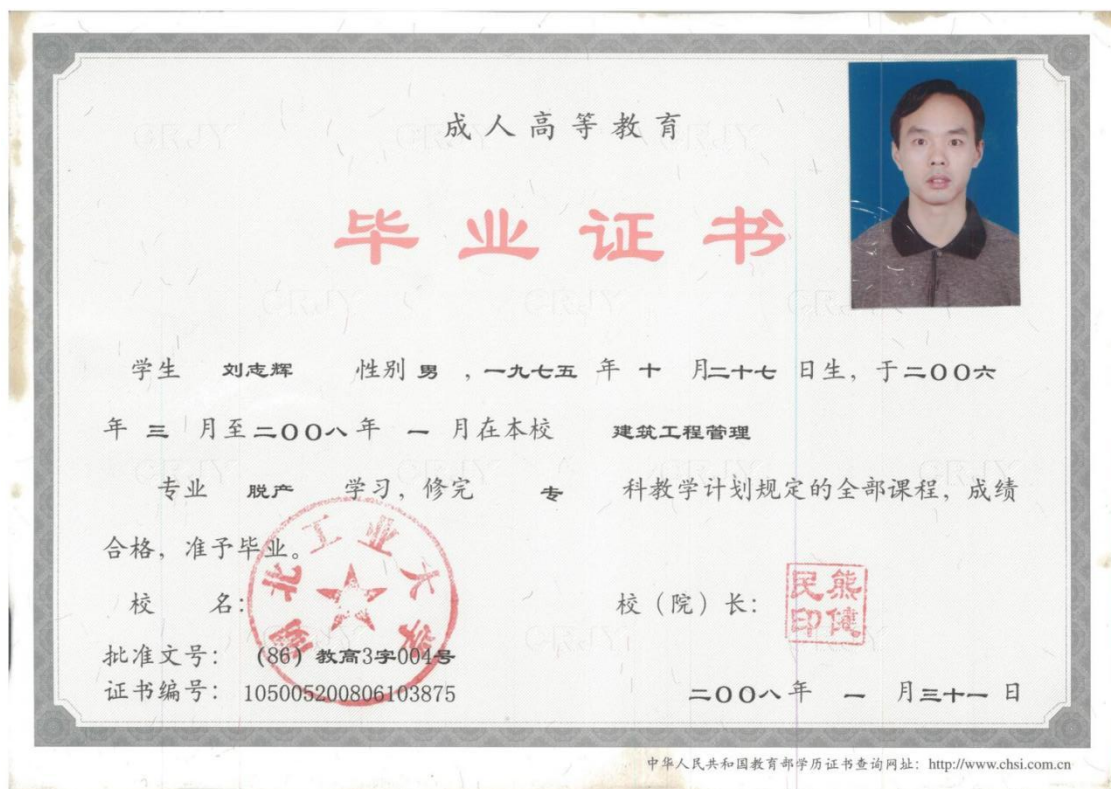 成人高等教育
毕业证书
学生 刘志辉 性别 男 ，一九七五 年 十 月二十七 日生，于二OO六
年 三 月至二OO八年 一 月在本校 建筑工程管理
专业 脱产 学习，修完 专 科教学计划规定的全部课程，成绩
合格，准予毕业。
湖北工业大学
校 名： 校（院）长： 熊健民印
批准文号： （86）教高3字004号
证书编号： 105005200806103875 二OO八年 一 月三十一 日
中华人民共和国教育部学历证书查询网址：http://www.chsi.com.cn